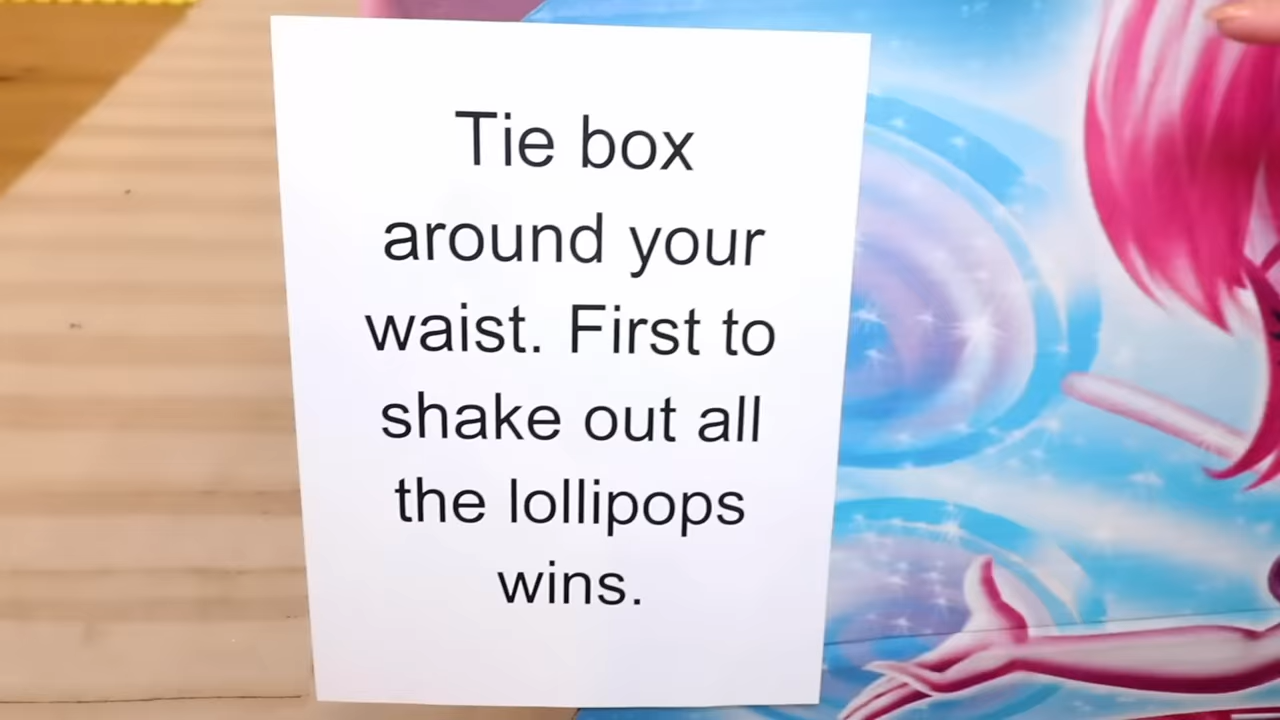 Tie box
around your
waist. First to
shake out all
the lollipops
wins.